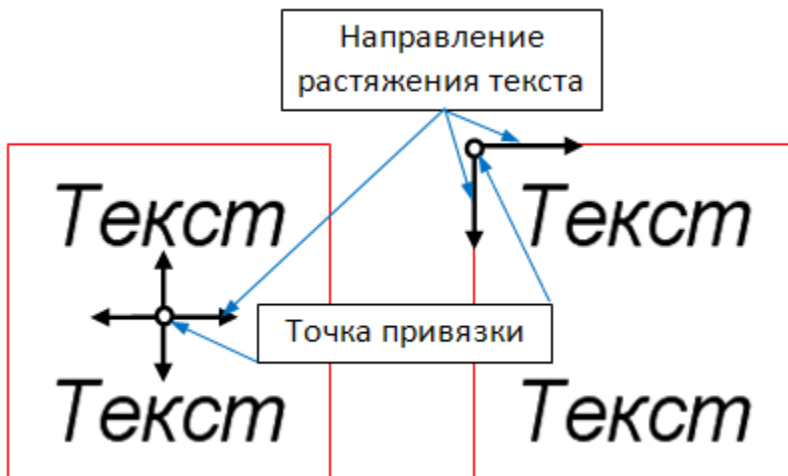 Направление
растяжения текста
Текст
Текст
Точка привязки
Текст
Текст